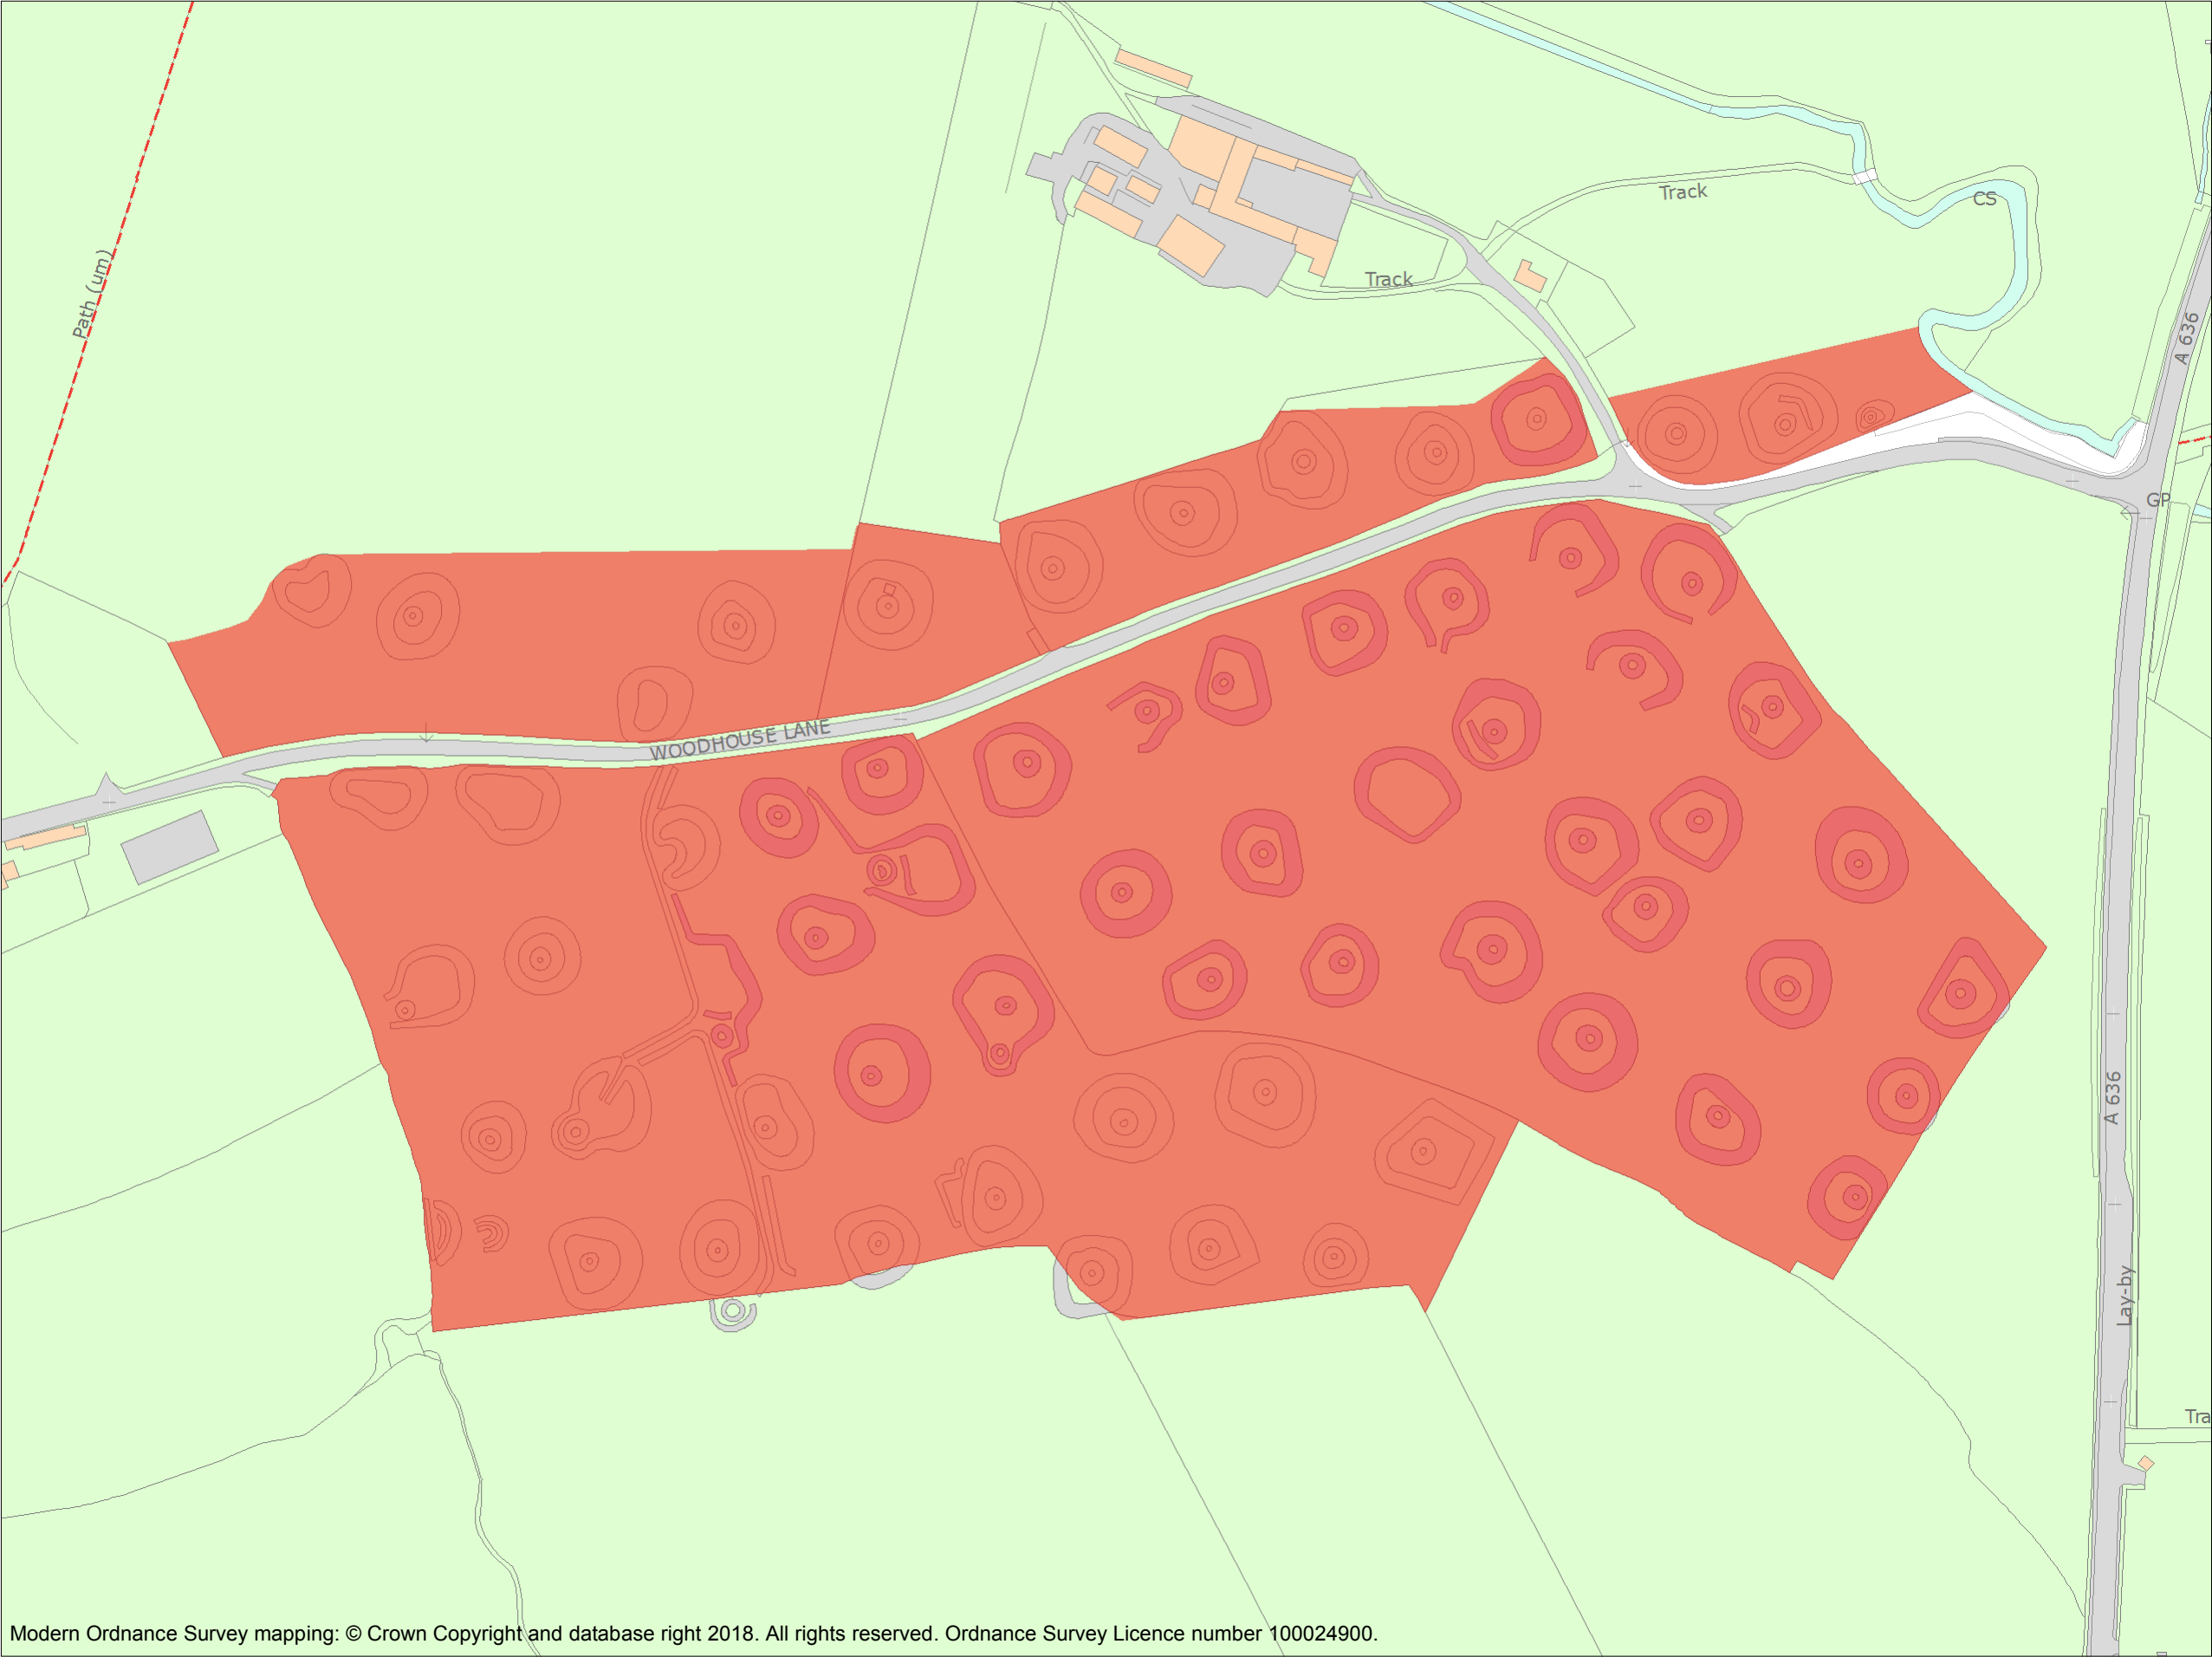 Track
CS
Path (um)
Track
A 636
GP
WOODHOUSE LANE
A 636
Lay-by
Tra
Modern Ordnance Survey mapping: © Crown Copyright and database right 2018. All rights reserved. Ordnance Survey Licence number 100024900.